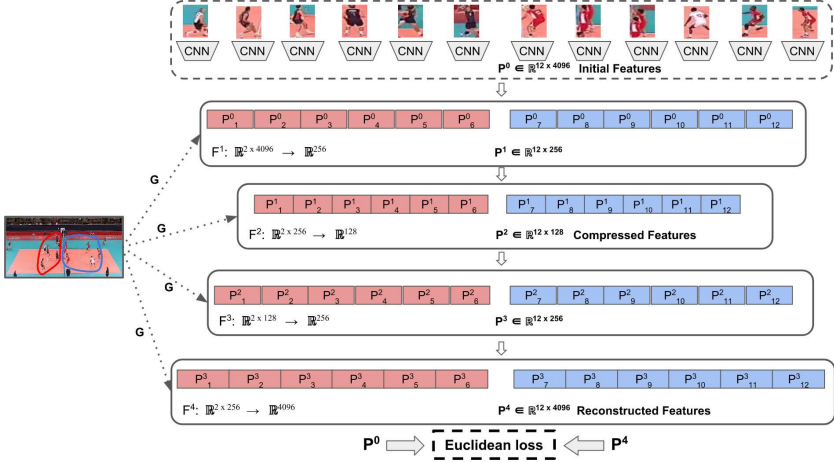 CNN CNN CNN CNN CNN CNN CNN CNN CNN CNN CNN CNN
P⁰ ∈ ℝ¹² ˣ ⁴⁰⁹⁶ Initial Features
P⁰₁ P⁰₂ P⁰₃ P⁰₄ P⁰₅ P⁰₆ P⁰₇ P⁰₈ P⁰₉ P⁰₁₀ P⁰₁₁ P⁰₁₂
F¹: ℝ² ˣ ⁴⁰⁹⁶ → ℝ²⁵⁶ P¹ ∈ ℝ¹² ˣ ²⁵⁶
G
P¹₁ P¹₂ P¹₃ P¹₄ P¹₅ P¹₆ P¹₇ P¹₈ P¹₉ P¹₁₀ P¹₁₁ P¹₁₂
G
F²: ℝ² ˣ ²⁵⁶ → ℝ¹²⁸ P² ∈ ℝ¹² ˣ ¹²⁸ Compressed Features
G
P²₁ P²₂ P²₃ P²₄ P²₅ P²₆ P²₇ P²₈ P²₉ P²₁₀ P²₁₁ P²₁₂
F³: ℝ² ˣ ¹²⁸ → ℝ²⁵⁶ P³ ∈ ℝ¹² ˣ ²⁵⁶
G
P³₁ P³₂ P³₃ P³₄ P³₅ P³₆ P³₇ P³₈ P³₉ P³₁₀ P³₁₁ P³₁₂
F⁴: ℝ² ˣ ²⁵⁶ → ℝ⁴⁰⁹⁶ P⁴ ∈ ℝ¹² ˣ ⁴⁰⁹⁶ Reconstructed Features
P⁰ Euclidean loss P⁴